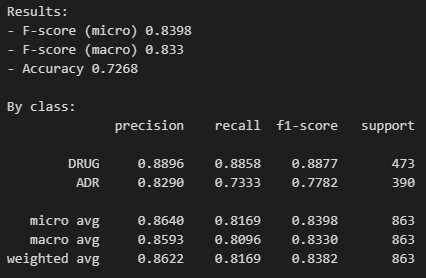 Results:
- F-score (micro) 0.8398
- F-score (macro) 0.833
- Accuracy 0.7268
By class:
precision recall f1-score support
DRUG 0.8896 0.8858 0.8877 473
ADR 0.8290 0.7333 0.7782 390
micro avg 0.8640 0.8169 0.8398 863
macro avg 0.8593 0.8096 0.8330 863
weighted avg 0.8622 0.8169 0.8382 863